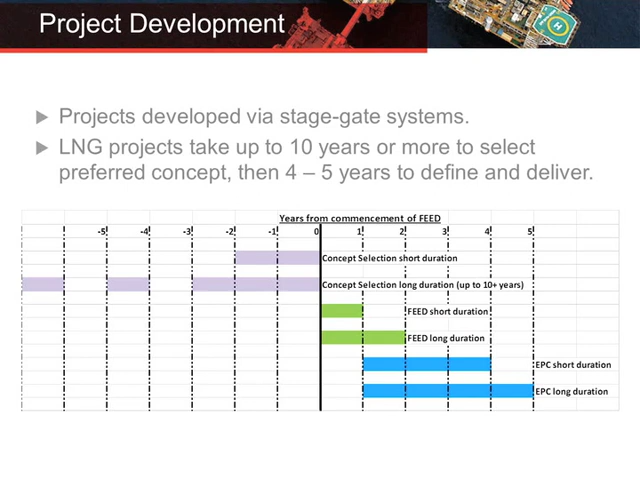 Project Development
Projects developed via stage-gate systems.
LNG projects take up to 10 years or more to select
preferred concept, then 4 – 5 years to define and deliver.
Years from commencement of FEED
-5 -4 -3 -2 -1 0 1 2 3 4 5
Concept Selection short duration
Concept Selection long duration (up to 10+ years)
FEED short duration
FEED long duration
EPC short duration
EPC long duration